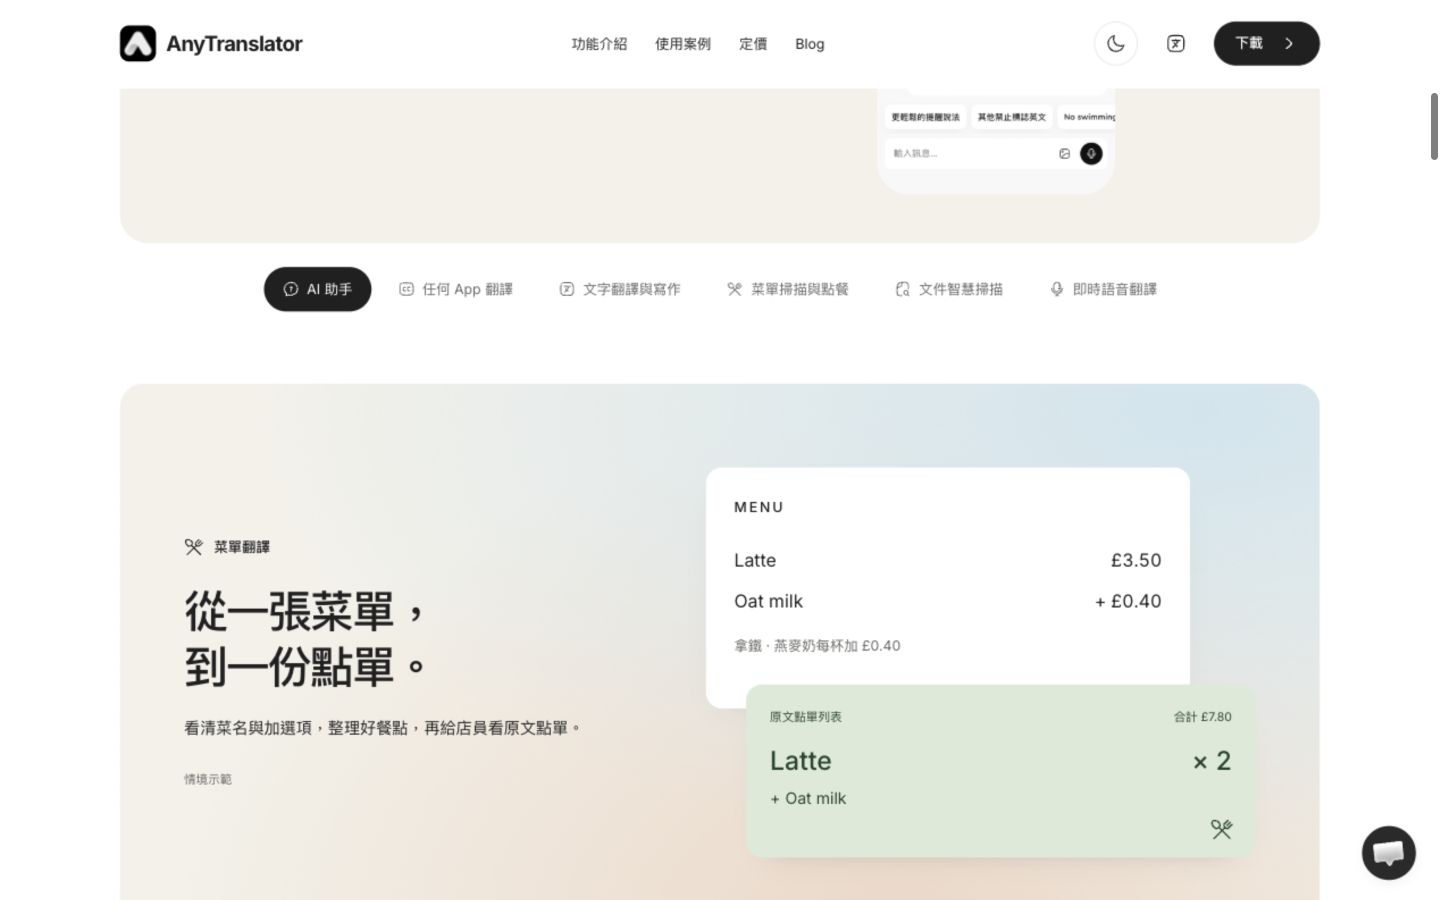 AnyTranslator
功能介紹
使用案例
定價
Blog
下載
更輕鬆的提醒說法
其他禁止標誌英文
No swimming
輸入訊息...
AI 助手
任何 App 翻譯
文字翻譯與寫作
菜單掃描與點餐
文件智慧掃描
即時語音翻譯
菜單翻譯
從一張菜單，
到一份點單。
看清菜名與加選項，整理好餐點，再給店員看原文點單。
情境示範
MENU
Latte £3.50
Oat milk + £0.40
拿鐵 · 燕麥奶每杯加 £0.40
原文點單列表 合計 £7.80
Latte × 2
+ Oat milk